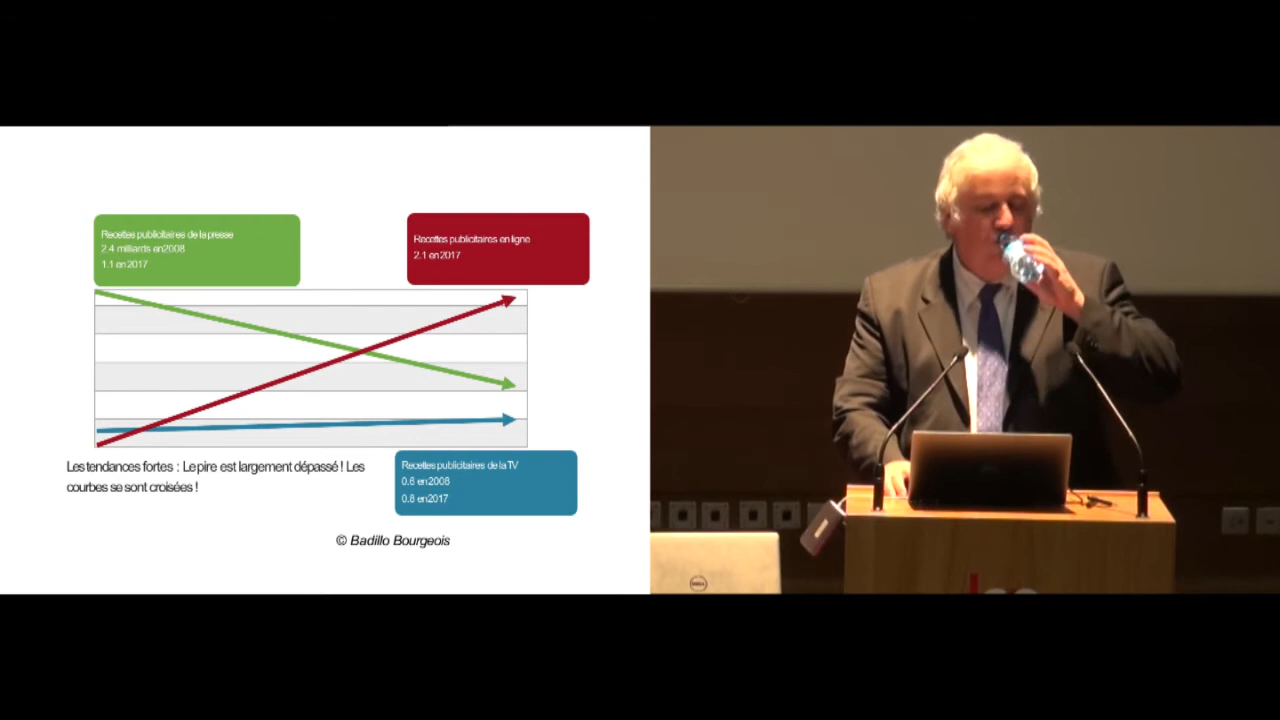 Recettes publicitaires de la presse
2.4 milliards en 2008
1.1 en 2017
Recettes publicitaires en ligne
2.1 en 2017
Les tendances fortes : Le pire est largement dépassé ! Les
courbes se sont croisées !
Recettes publicitaires de la TV
0.6 en 2008
0.8 en 2017
© Badillo Bourgeois
DELL